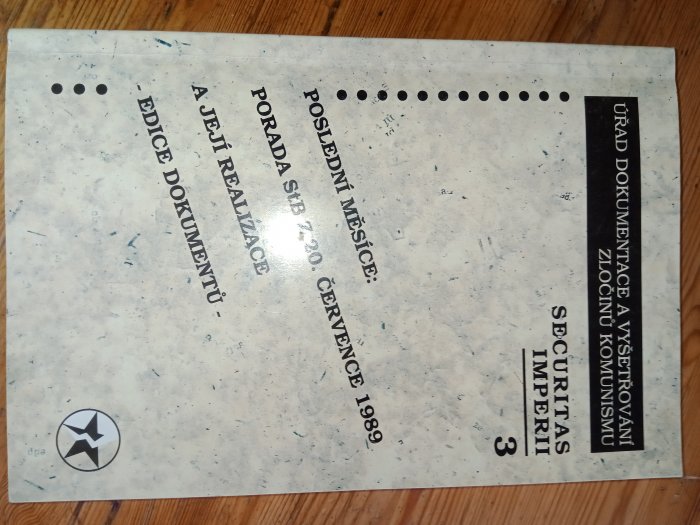 ÚŘAD DOKUMENTACE A VYŠETŘOVÁNÍ
ZLOČINŮ KOMUNISMU
SECURITAS
IMPERII
3
POSLEDNÍ MĚSÍCE:
PORADA StB Z 20. ČERVENCE 1989
A JEJÍ REALIZACE
- EDICE DOKUMENTŮ -